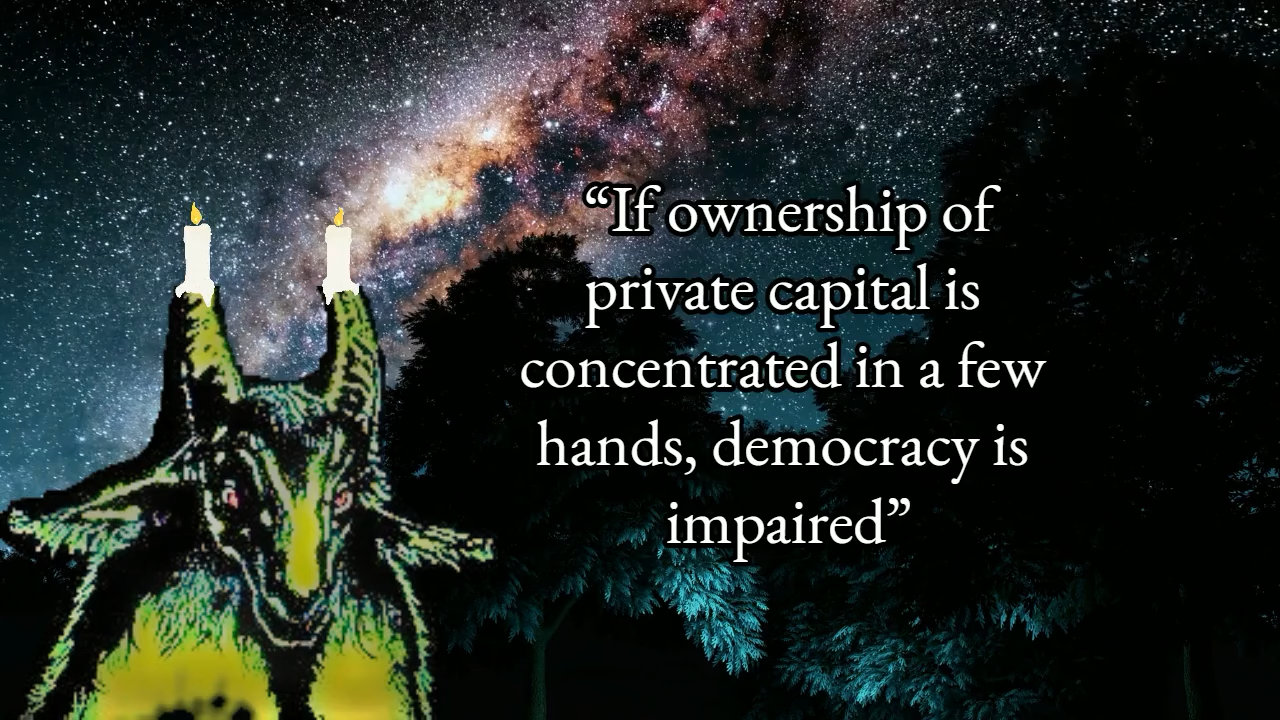 “If ownership of
private capital is
concentrated in a few
hands, democracy is
impaired”